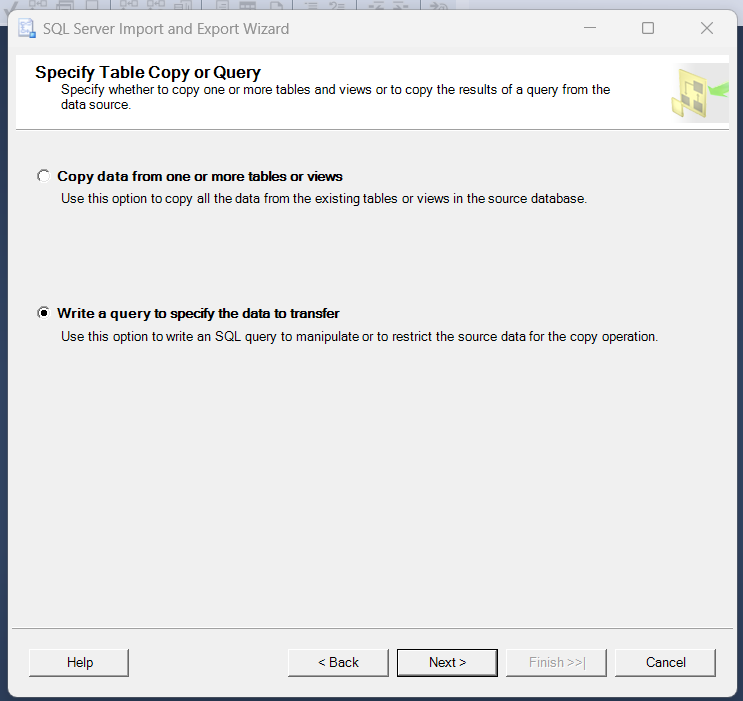 SQL Server Import and Export Wizard
Specify Table Copy or Query
Specify whether to copy one or more tables and views or to copy the results of a query from the
data source.
Copy data from one or more tables or views
Use this option to copy all the data from the existing tables or views in the source database.
Write a query to specify the data to transfer
Use this option to write an SQL query to manipulate or to restrict the source data for the copy operation.
Help
< Back
Next >
Finish >>|
Cancel